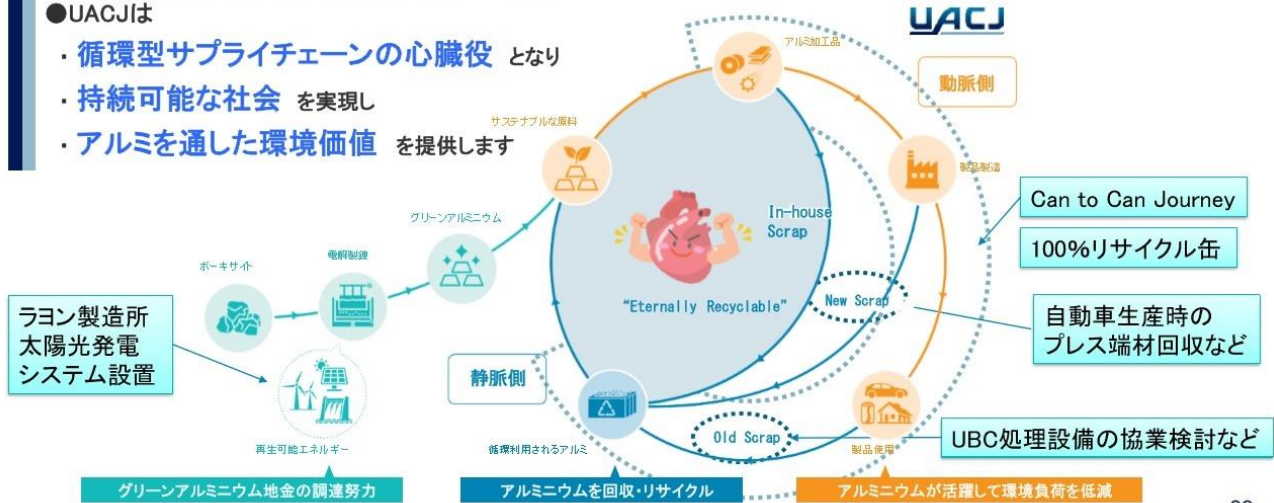 ●UACJは
・循環型サプライチェーンの心臓役 となり
・持続可能な社会 を実現し
・アルミを通した環境価値 を提供します
UACJ
アルミ加工品
動脈側
サステナブルな原料
製品製造
Can to Can Journey
100%リサイクル缶
In-house
Scrap
グリーンアルミニウム
電解製錬
ボーキサイト
"Eternally Recyclable"
New Scrap
ラヨン製造所
太陽光発電
システム設置
自動車生産時の
プレス端材回収など
静脈側
Old Scrap
UBC処理設備の協業検討など
再生可能エネルギー
循環利用されるアルミ
製品使用
グリーンアルミニウム地金の調達努力
アルミニウムを回収・リサイクル
アルミニウムが活躍して環境負荷を低減